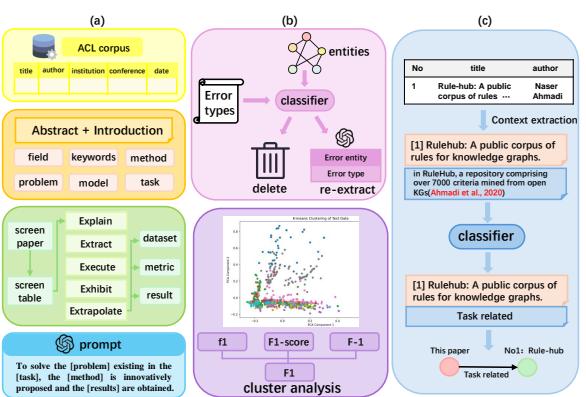 (a)
ACL corpus
title author institution conference date
Abstract + Introduction
field keywords method
problem model task
screen
paper
screen
table
Explain
Extract
Execute
Exhibit
Extrapolate
dataset
metric
result
prompt
To solve the [problem] existing in the
[task], the [method] is innovatively
proposed and the [results] are obtained.
(b)
entities
Error
types
classifier
delete
Error entity
Error type
re-extract
K-means Clustering of Text Data
PCA Component 2
PCA Component 1
f1 F1-score F-1
F1
cluster analysis
(c)
No title author
1 Rule-hub: A public Naser
corpus of rules ··· Ahmadi
Context extraction
[1] Rulehub: A public corpus of
rules for knowledge graphs.
in RuleHub, a repository comprising
over 7000 criteria mined from open
KGs(Ahmadi et al., 2020)
classifier
[1] Rulehub: A public corpus of
rules for knowledge graphs.
Task related
This paper No1: Rule-hub
Task related